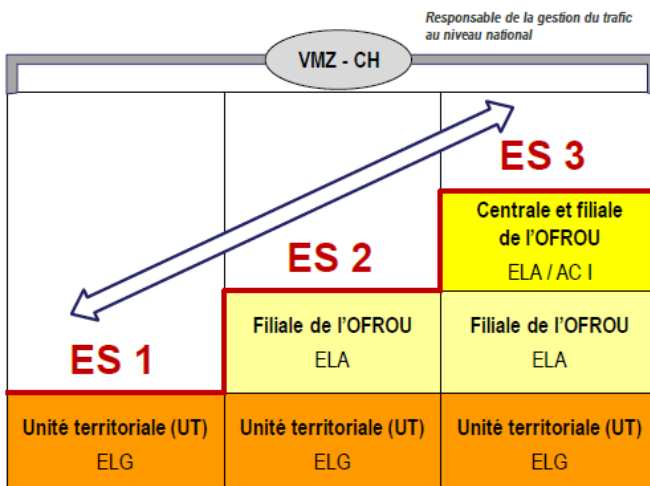 Responsable de la gestion du trafic
au niveau national
VMZ - CH
ES 3
Centrale et filiale
de l'OFROU
ELA / AC I
ES 2
Filiale de l'OFROU
ELA
Filiale de l'OFROU
ELA
ES 1
Unité territoriale (UT)
ELG
Unité territoriale (UT)
ELG
Unité territoriale (UT)
ELG